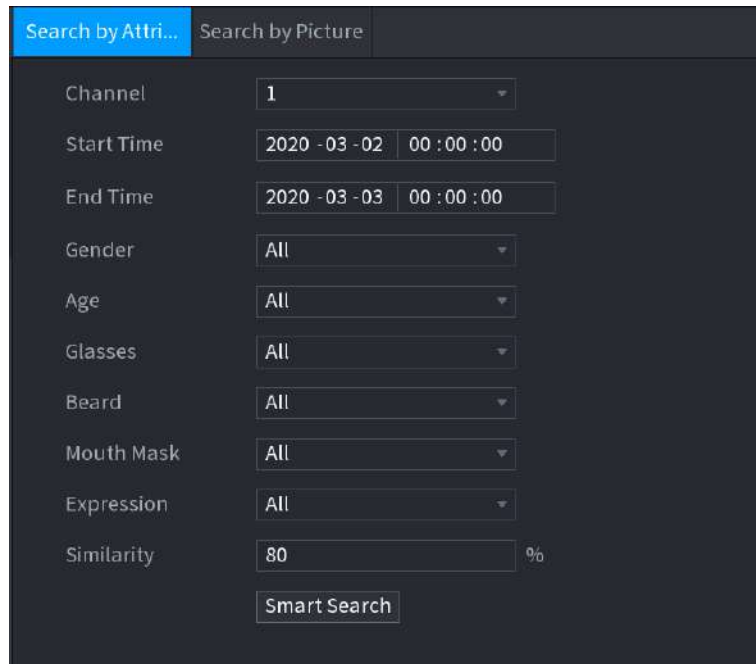 Search by Attri... Search by Picture
Channel 1
Start Time 2020 -03 -02 00 :00 :00
End Time 2020 -03 -03 00 :00 :00
Gender All
Age All
Glasses All
Beard All
Mouth Mask All
Expression All
Similarity 80 %
Smart Search